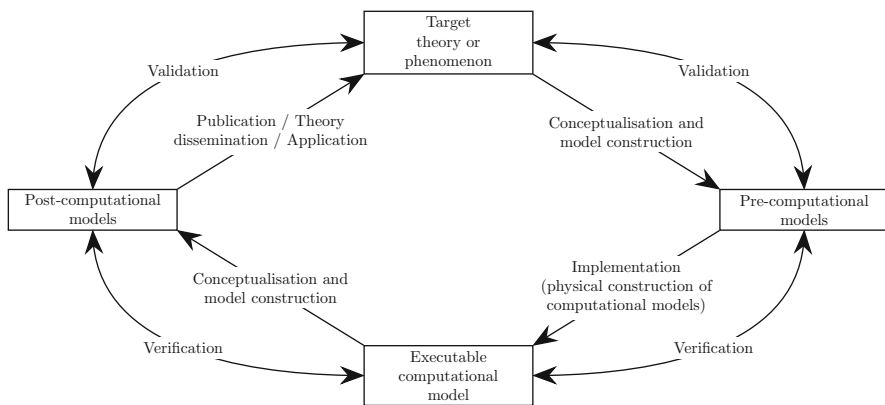 Target
theory or
phenomenon
Validation
Validation
Publication / Theory
dissemination / Application
Conceptualisation and
model construction
Post-computational
models
Pre-computational
models
Conceptualisation and
model construction
Implementation
(physical construction of
computational models)
Verification
Verification
Executable
computational
model